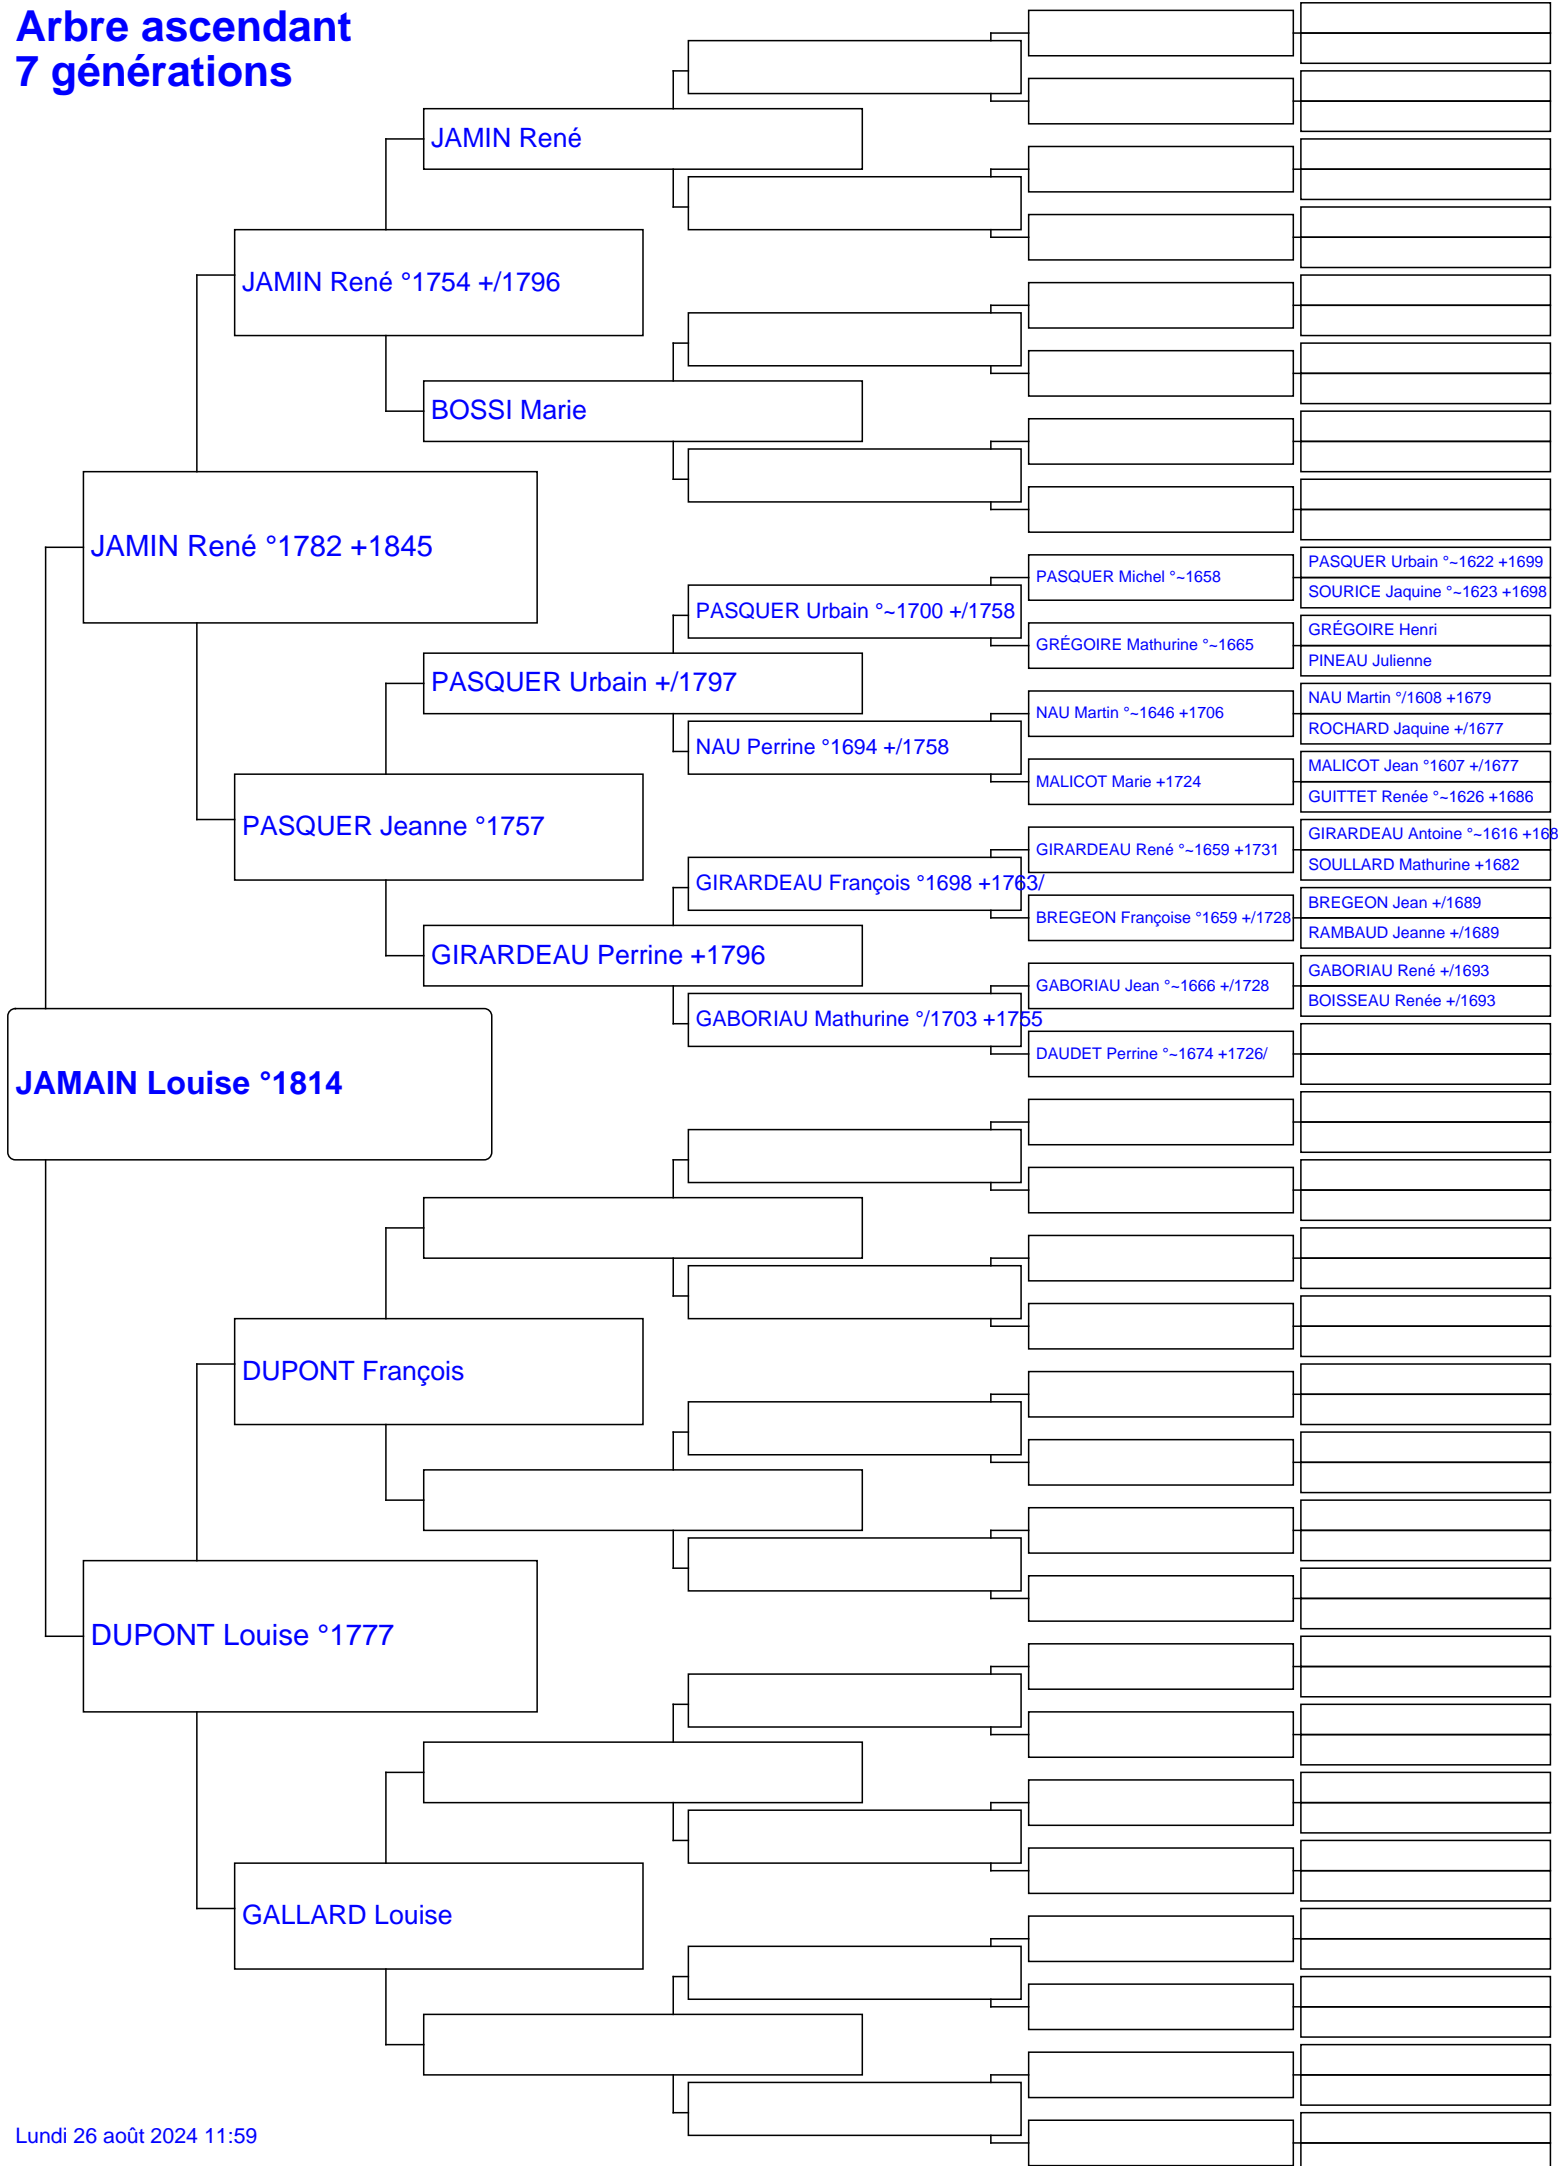 Arbre ascendant
7 générations
JAMIN René
JAMIN René °1754 +/1796
BOSSI Marie
JAMIN René °1782 +1845
PASQUER Michel °~1658
PASQUER Urbain °~1622 +1699
SOURICE Jaquine °~1623 +1698
PASQUER Urbain °~1700 +/1758
GRÉGOIRE Mathurine °~1665
GRÉGOIRE Henri
PINEAU Julienne
PASQUER Urbain +/1797
NAU Martin °~1646 +1706
NAU Martin °/1608 +1679
ROCHARD Jaquine +/1677
NAU Perrine °1694 +/1758
MALICOT Marie +1724
MALICOT Jean °1607 +/1677
GUITTET Renée °~1626 +1686
PASQUER Jeanne °1757
GIRARDEAU René °~1659 +1731
GIRARDEAU Antoine °~1616 +168
SOULLARD Mathurine +1682
GIRARDEAU François °1698 +1763/
BREGEON Françoise °1659 +/1728
BREGEON Jean +/1689
RAMBAUD Jeanne +/1689
GIRARDEAU Perrine +1796
GABORIAU Jean °~1666 +/1728
GABORIAU René +/1693
BOISSEAU Renée +/1693
GABORIAU Mathurine °/1703 +1755
DAUDET Perrine °~1674 +1726/
JAMAIN Louise °1814
DUPONT François
DUPONT Louise °1777
GALLARD Louise
Lundi 26 août 2024 11:59